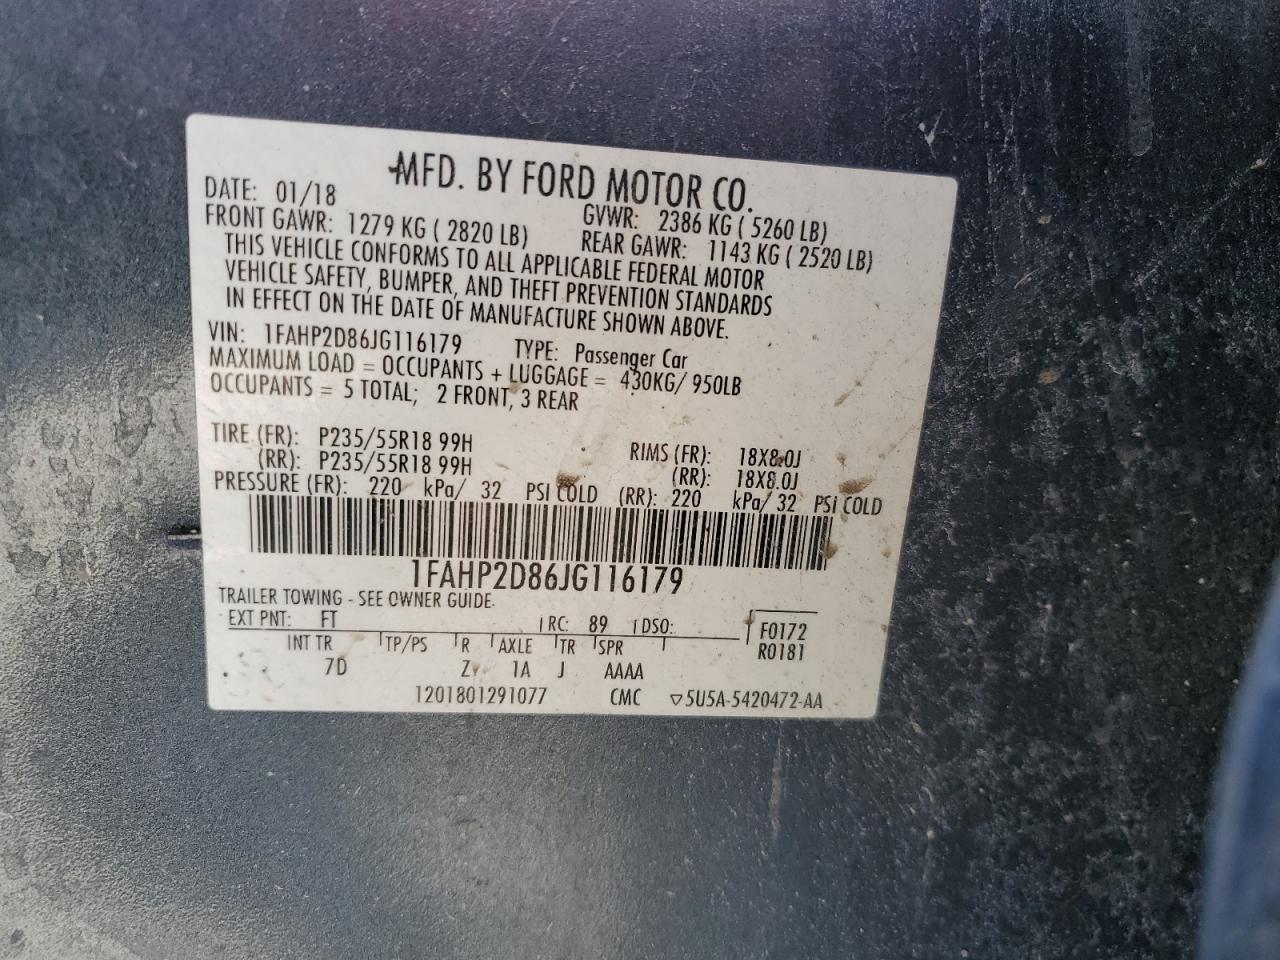 MFD. BY FORD MOTOR CO.
DATE: 01/18 GVWR: 2386 KG ( 5260 LB)
FRONT GAWR: 1279 KG ( 2820 LB) REAR GAWR: 1143 KG ( 2520 LB)
THIS VEHICLE CONFORMS TO ALL APPLICABLE FEDERAL MOTOR
VEHICLE SAFETY, BUMPER, AND THEFT PREVENTION STANDARDS
IN EFFECT ON THE DATE OF MANUFACTURE SHOWN ABOVE.
VIN: 1FAHP2D86JG116179 TYPE: Passenger Car
MAXIMUM LOAD = OCCUPANTS + LUGGAGE = 430KG/ 950LB
OCCUPANTS = 5 TOTAL; 2 FRONT, 3 REAR
TIRE (FR): P235/55R18 99H RIMS (FR): 18X8.0J
(RR): P235/55R18 99H (RR): 18X8.0J
PRESSURE (FR): 220 kPa/ 32 PSI COLD (RR): 220 kPa/ 32 PSI COLD
1FAHP2D86JG116179
TRAILER TOWING - SEE OWNER GUIDE.
EXT PNT: FT RC: 89 DSO: F0172
INT TR TP/PS R AXLE TR SPR R0181
7D Z 1A J AAAA
1201801291077 CMC ▽5U5A-5420472-AA